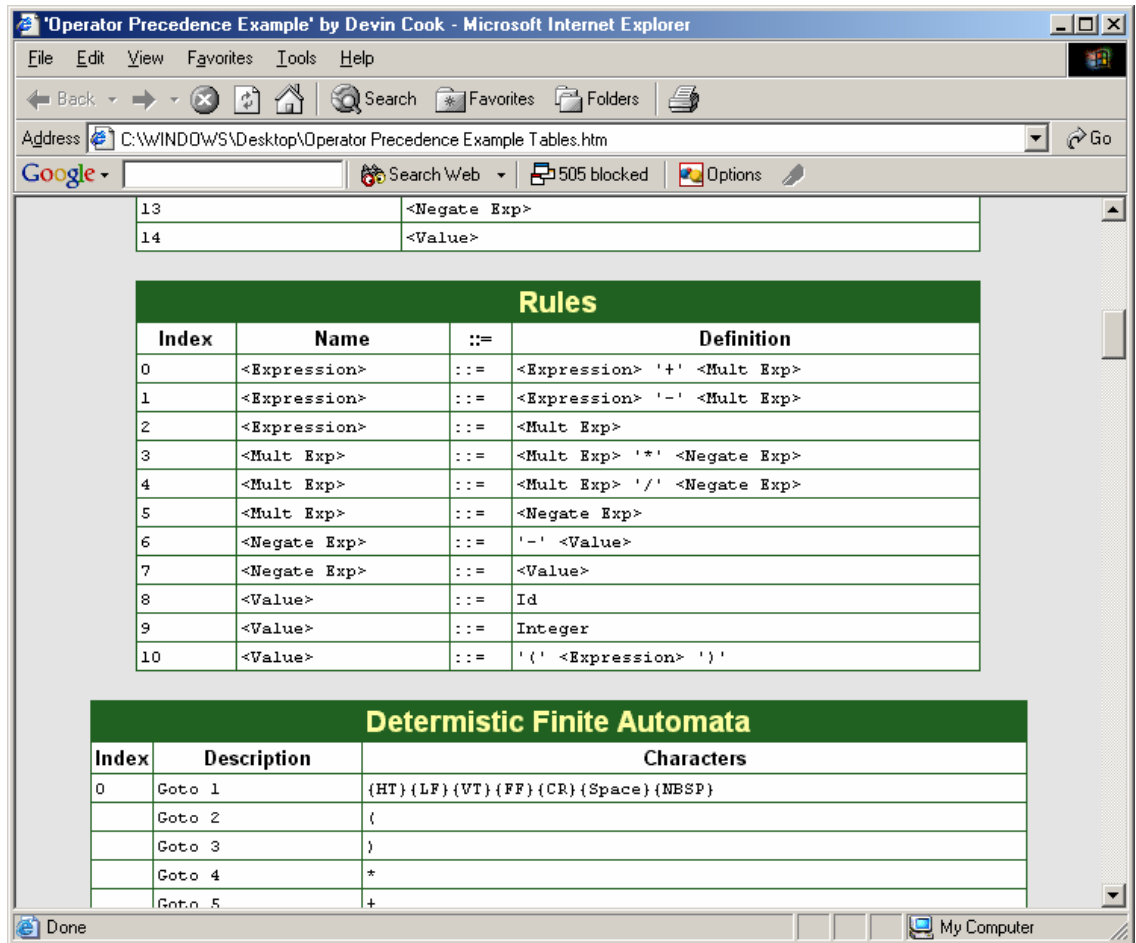 'Operator Precedence Example' by Devin Cook - Microsoft Internet Explorer
File Edit View Favorites Tools Help
Back Search Favorites Folders
Address C:\WINDOWS\Desktop\Operator Precedence Example Tables.htm Go
Google Search Web 505 blocked Options
13 <Negate Exp>
14 <Value>
Rules
Index Name ::= Definition
0 <Expression> ::= <Expression> '+' <Mult Exp>
1 <Expression> ::= <Expression> '-' <Mult Exp>
2 <Expression> ::= <Mult Exp>
3 <Mult Exp> ::= <Mult Exp> '*' <Negate Exp>
4 <Mult Exp> ::= <Mult Exp> '/' <Negate Exp>
5 <Mult Exp> ::= <Negate Exp>
6 <Negate Exp> ::= '-' <Value>
7 <Negate Exp> ::= <Value>
8 <Value> ::= Id
9 <Value> ::= Integer
10 <Value> ::= '(' <Expression> ')'
Determistic Finite Automata
Index Description Characters
0 Goto 1 {HT}{LF}{VT}{FF}{CR}{Space}{NBSP}
Goto 2 (
Goto 3 )
Goto 4 *
Goto 5 +
Done My Computer